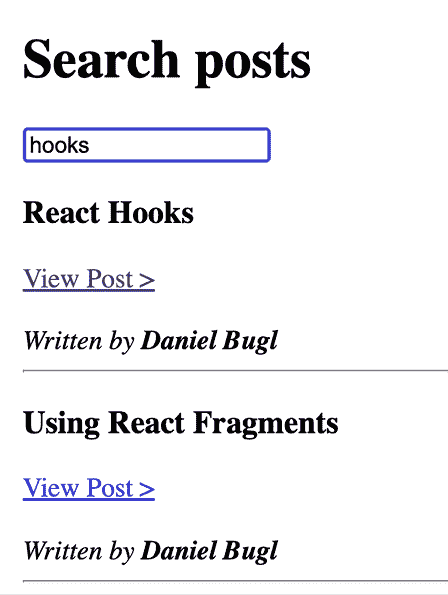 Search posts
hooks
React Hooks
View Post >
Written by Daniel Bugl
Using React Fragments
View Post >
Written by Daniel Bugl